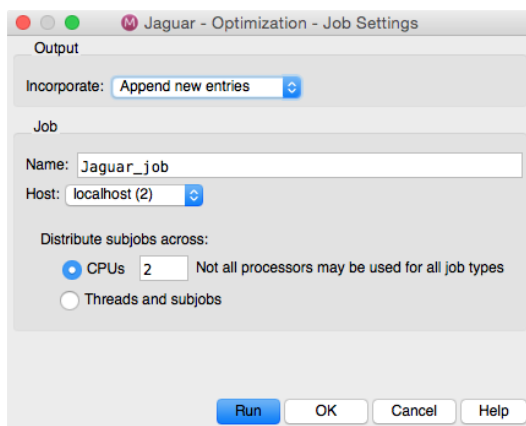 Jaguar - Optimization - Job Settings
Output
Incorporate: Append new entries
Job
Name: Jaguar_job
Host: localhost (2)
Distribute subjobs across:
CPUs 2 Not all processors may be used for all job types
Threads and subjobs
Run OK Cancel Help